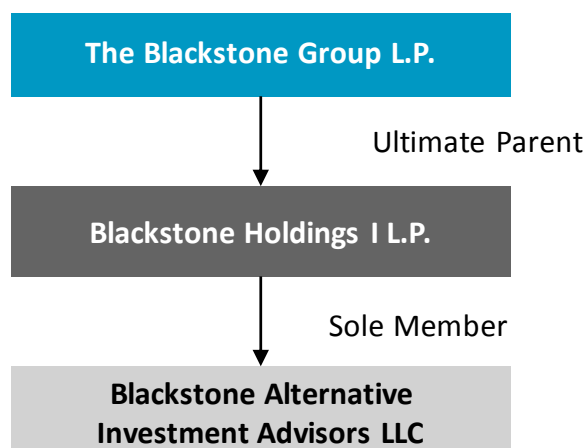 The Blackstone Group L.P.
Ultimate Parent
Blackstone Holdings I L.P.
Sole Member
Blackstone Alternative
Investment Advisors LLC